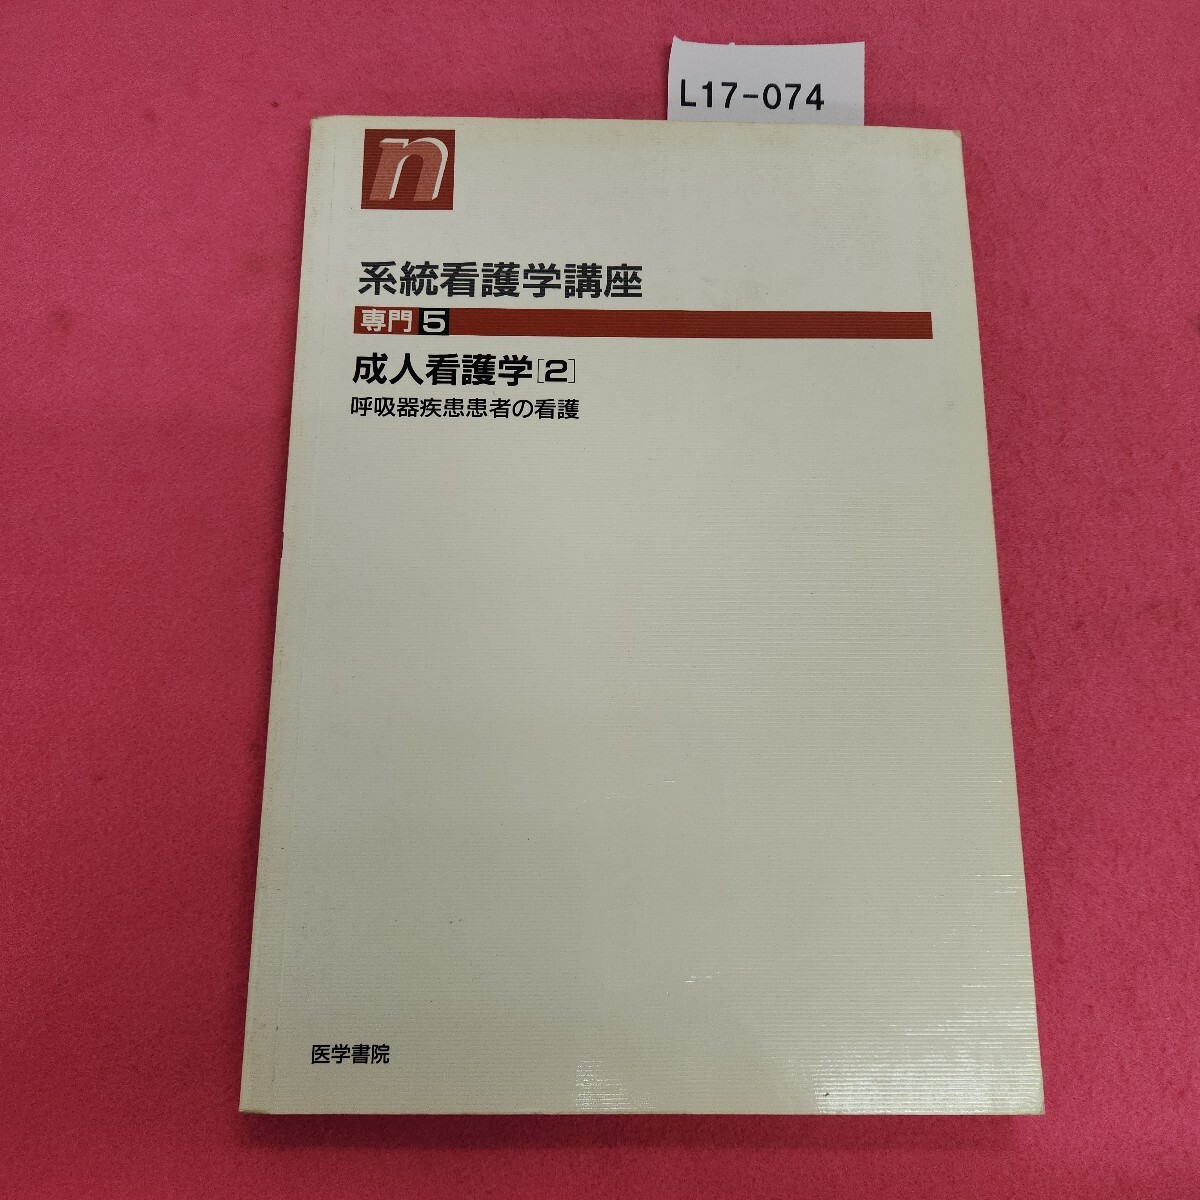 L17-074
n
系統看護学講座
専門 5
成人看護学[2]
呼吸器疾患患者の看護
医学書院